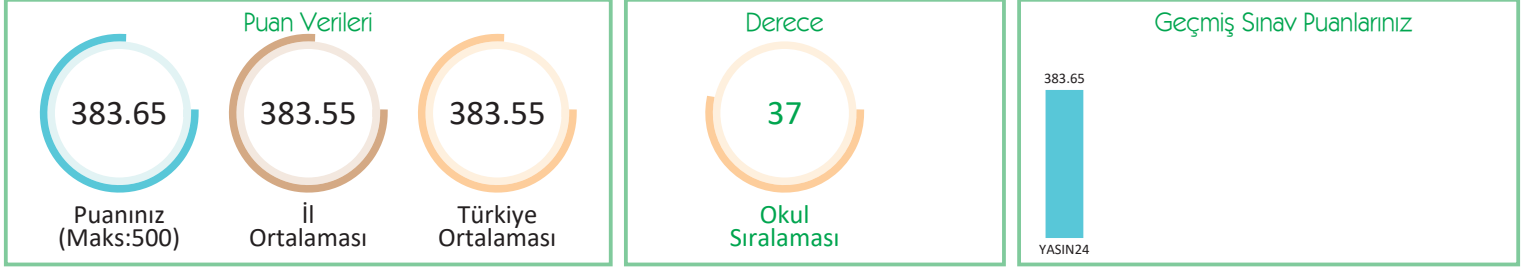 Puan Verileri
383.65
383.55
383.55
Puanınız
(Maks:500)
İl
Ortalaması
Türkiye
Ortalaması
Derece
37
Okul
Sıralaması
Geçmiş Sınav Puanlarınız
383.65
YASIN24